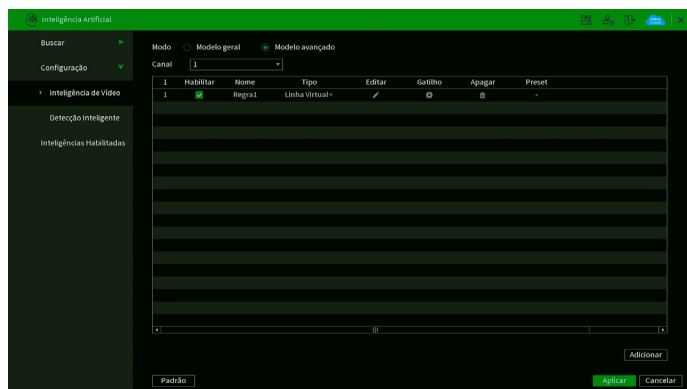 Inteligência Artificial
Buscar
Configuração
Inteligência de Vídeo
Detecção Inteligente
Inteligências Habilitadas
Modo Modelo geral Modelo avançado
Canal 1
1 Habilitar Nome Tipo Editar Gatilho Apagar Preset
1 Regra1 Linha Virtual -
Adicionar
Padrão Aplicar Cancelar